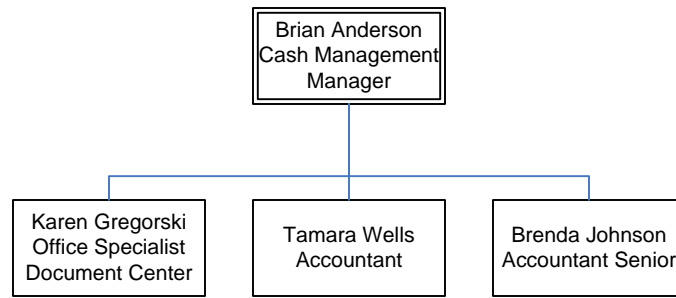 Brian Anderson
Cash Management
Manager
Karen Gregorski
Office Specialist
Document Center
Tamara Wells
Accountant
Brenda Johnson
Accountant Senior